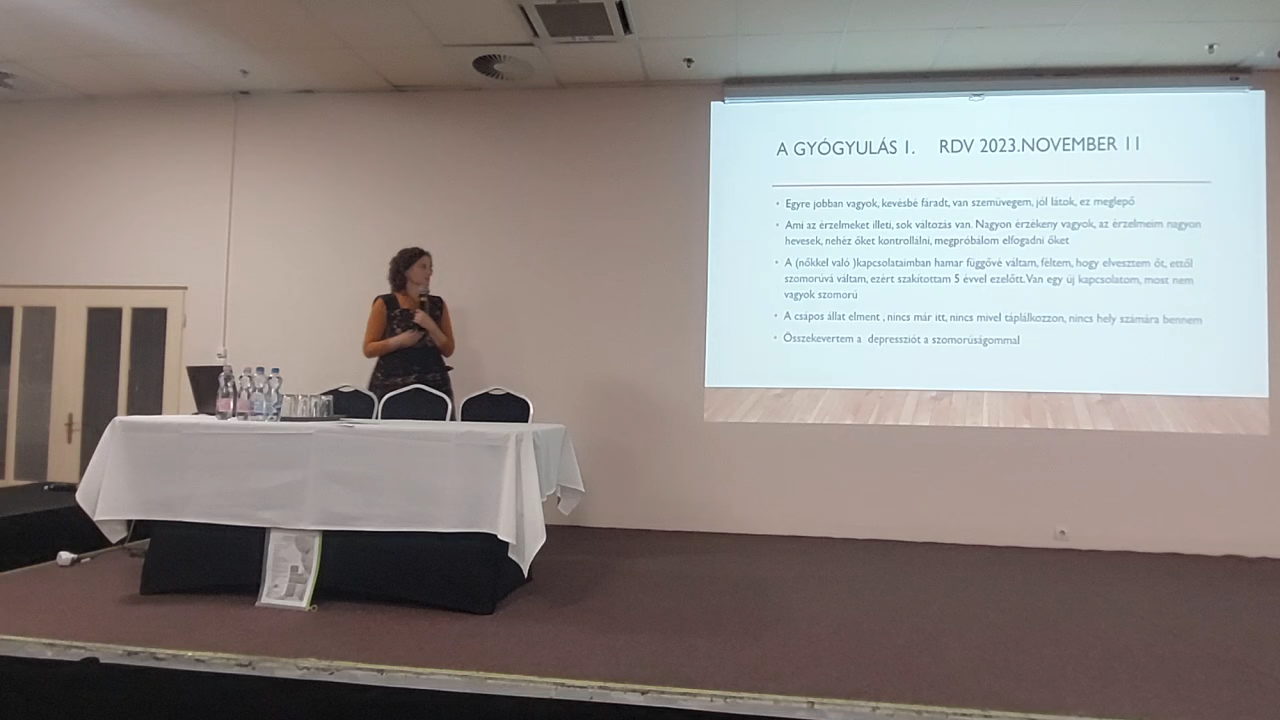 A GYÓGYULÁS I. RDV 2023.NOVEMBER 11
• Egyre jobban vagyok, kevésbé fáradt, van szemüvegem, jól látok, ez meglepő
• Ami az érzelmeket illeti, sok változás van. Nagyon érzékeny vagyok, az érzelmeim nagyon
hevesek, nehéz őket kontrollálni, megpróbálom elfogadni őket
• A (nőkkel való )kapcsolataimban hamar függővé váltam, féltem, hogy elvesztem őt, ettől
szomorúvá váltam, ezért szakítottam 5 évvel ezelőtt. Van egy új kapcsolatom, most nem
vagyok szomorú
• A csápos állat elment , nincs már itt, nincs mivel táplálkozzon, nincs hely számára bennem
• Összekevertem a depressziót a szomorúságommal